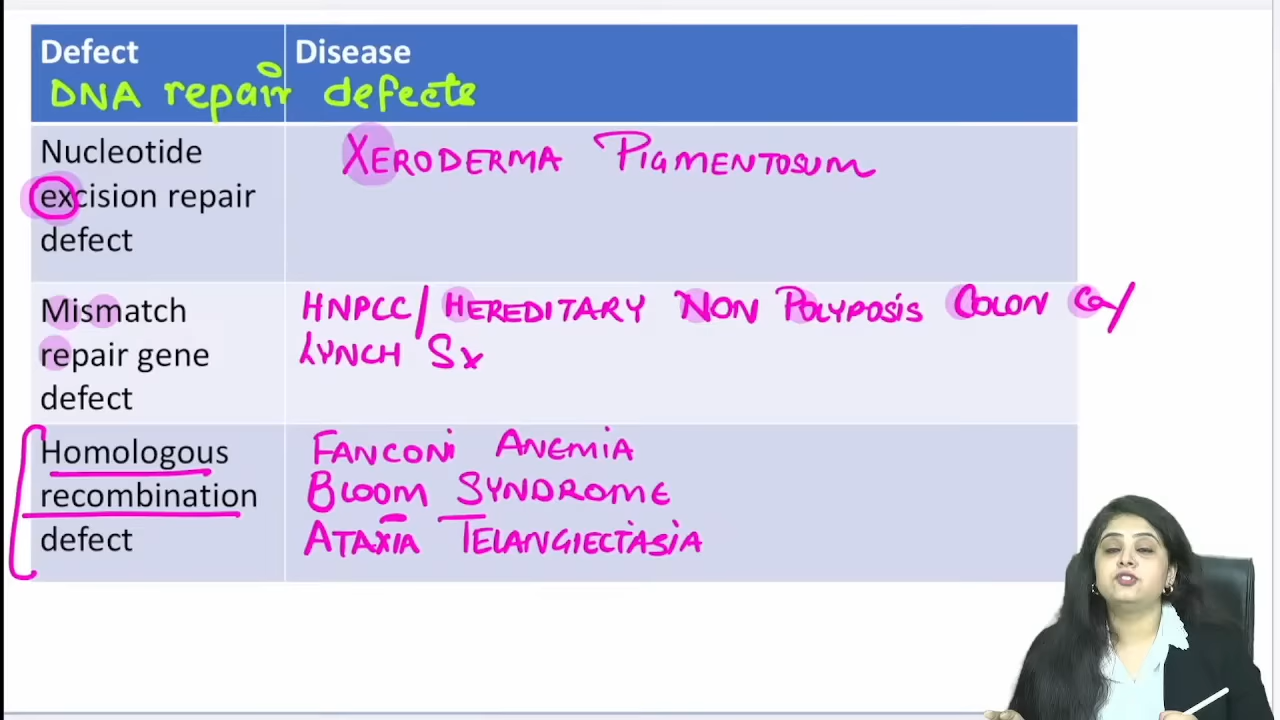 Defect Disease
DNA repair defects
Nucleotide
excision repair
defect
XERODERMA PIGMENTOSUM
Mismatch
repair gene
defect
HNPCC/ HEREDITARY NON POLYPOSIS COLON Ca/
LYNCH Sx
Homologous
recombination
defect
FANCONI ANEMIA
BLOOM SYNDROME
ATAXIA TELANGIECTASIA